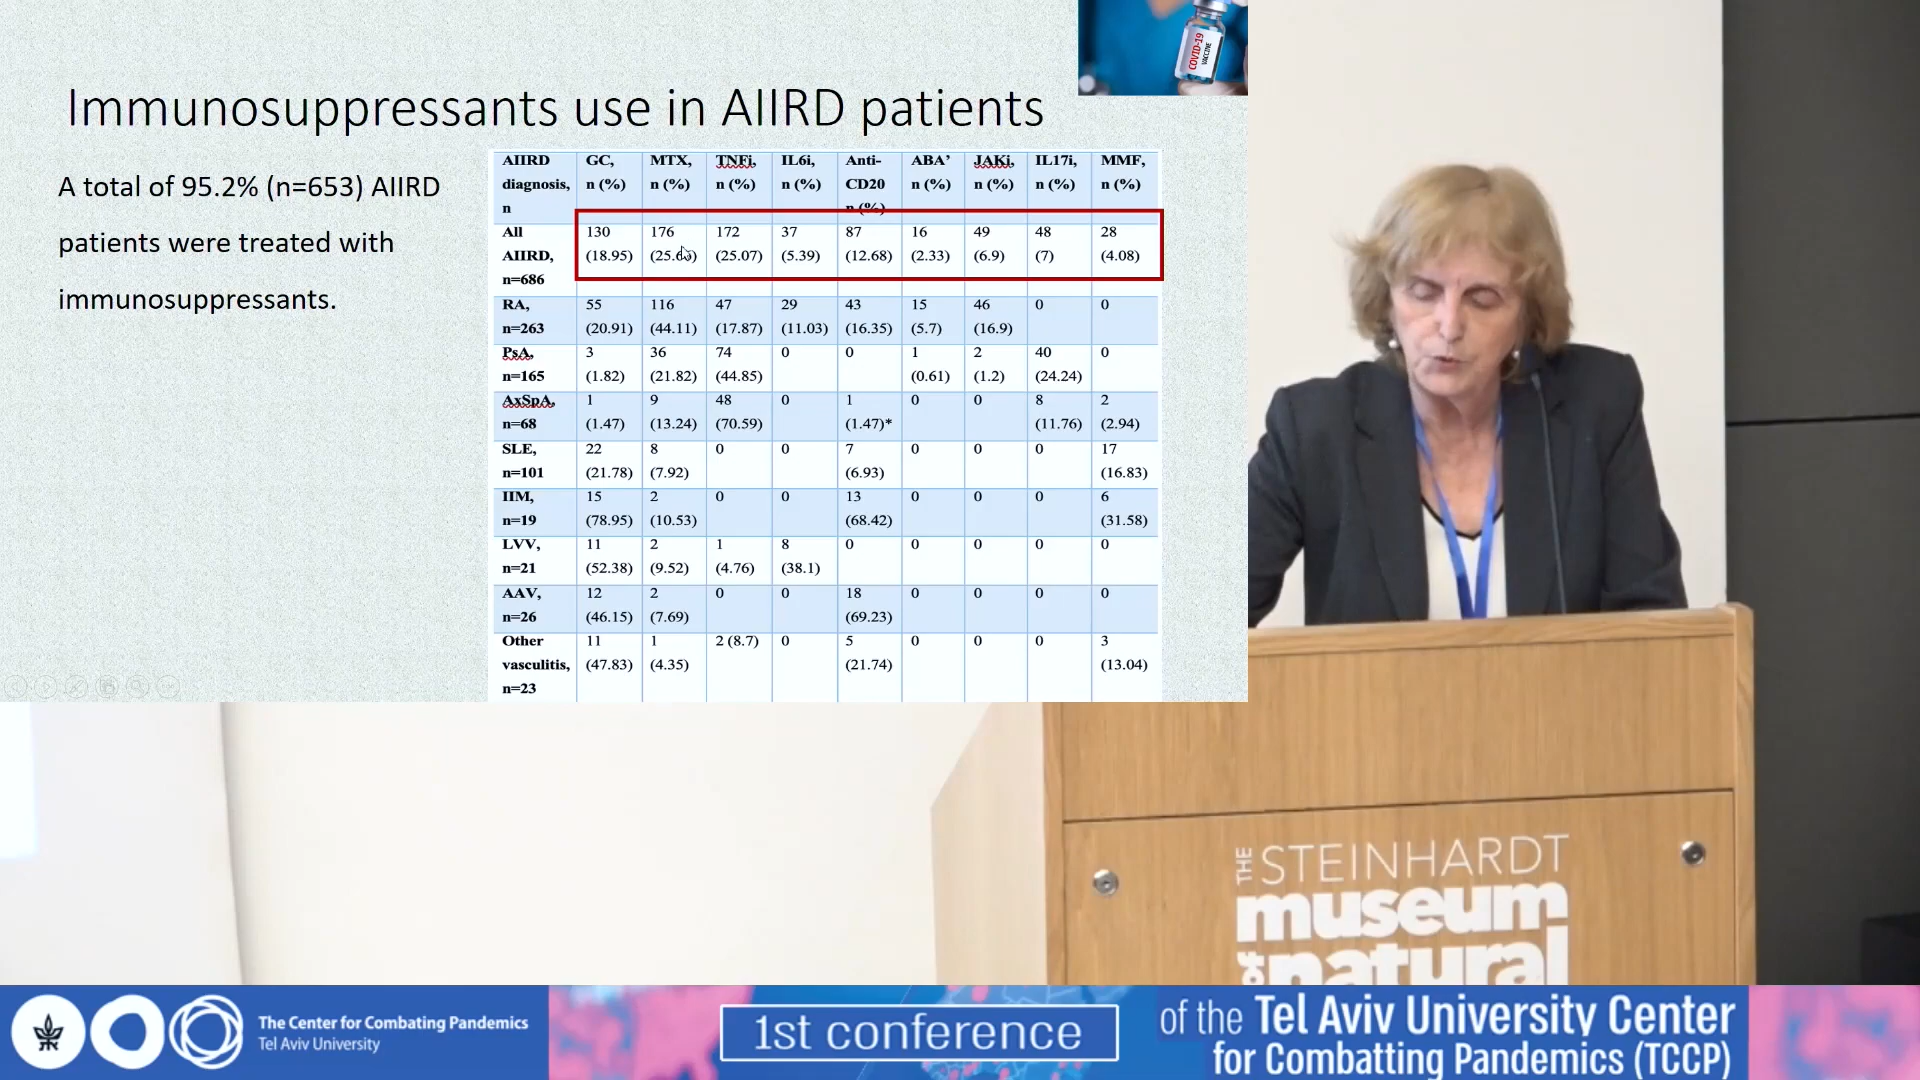 COVID-19
VACCINE
Immunosuppressants use in AIIRD patients
A total of 95.2% (n=653) AIIRD
patients were treated with
immunosuppressants.
AIIRD diagnosis, n | GC, n (%) | MTX, n (%) | TNFi, n (%) | IL6i, n (%) | Anti-CD20 n (%) | ABA’ n (%) | JAKi, n (%) | IL17i, n (%) | MMF, n (%)
All AIIRD, n=686 | 130 (18.95) | 176 | 172 (25.07) | 37 (5.39) | 87 (12.68) | 16 (2.33) | 49 (6.9) | 48 (7) | 28 (4.08)
RA, n=263 | 55 (20.91) | 116 (44.11) | 47 (17.87) | 29 (11.03) | 43 (16.35) | 15 (5.7) | 46 (16.9) | 0 | 0
PsA, n=165 | 3 (1.82) | 36 (21.82) | 74 (44.85) | 0 | 0 | 1 (0.61) | 2 (1.2) | 40 (24.24) | 0
AxSpA, n=68 | 1 (1.47) | 9 (13.24) | 48 (70.59) | 0 | 1 (1.47)* | 0 | 0 | 8 (11.76) | 2 (2.94)
SLE, n=101 | 22 (21.78) | 8 (7.92) | 0 | 0 | 7 (6.93) | 0 | 0 | 0 | 17 (16.83)
IIM, n=19 | 15 (78.95) | 2 (10.53) | 0 | 0 | 13 (68.42) | 0 | 0 | 0 | 6 (31.58)
LVV, n=21 | 11 (52.38) | 2 (9.52) | 1 (4.76) | 8 (38.1) | 0 | 0 | 0 | 0 | 0
AAV, n=26 | 12 (46.15) | 2 (7.69) | 0 | 0 | 18 (69.23) | 0 | 0 | 0 | 0
Other vasculitis, n=23 | 11 (47.83) | 1 (4.35) | 2 (8.7) | 0 | 5 (21.74) | 0 | 0 | 0 | 3 (13.04)
THE STEINHARDT
museum
of natural
The Center for Combating Pandemics
Tel Aviv University
1st conference
of the Tel Aviv University Center
for Combatting Pandemics (TCCP)